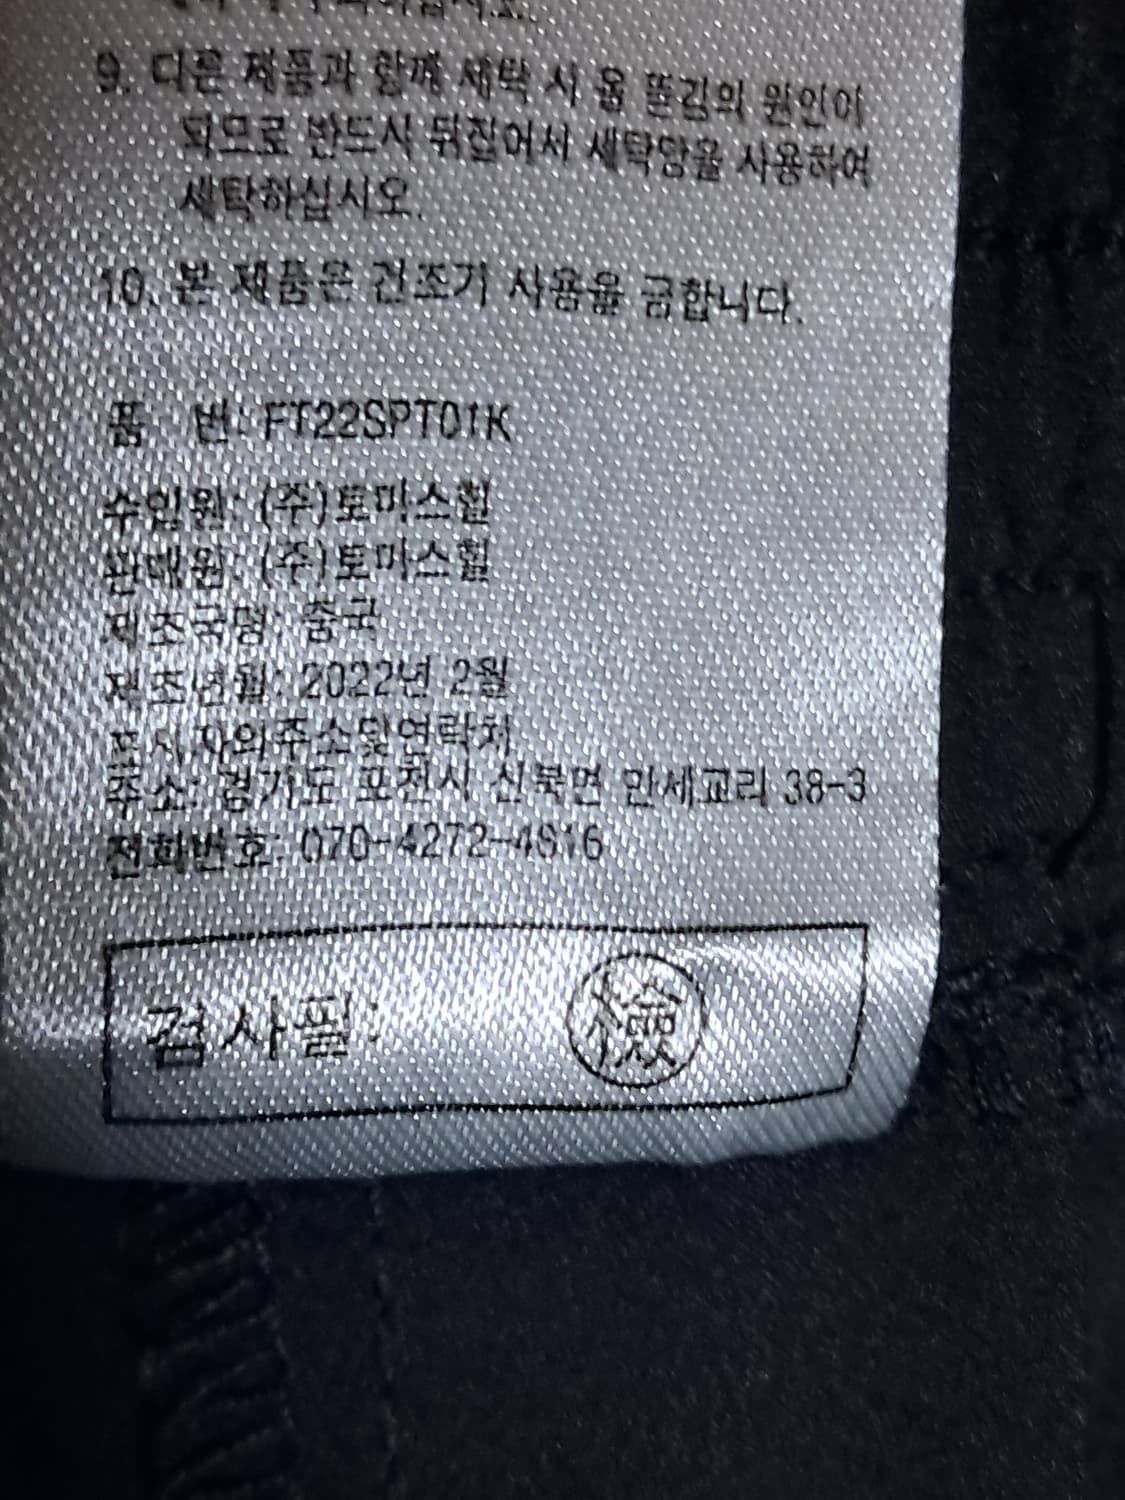 9. 다른 제품과 함께 세탁 시 올 뜯김의 원인이
되므로 반드시 뒤집어서 세탁망을 사용하여
세탁하십시오.
10. 본 제품은 건조기 사용을 금합니다.
품 번: FT22SPT01K
수입원: (주)토마스휠
판매원: (주)토마스휠
제조국명: 중국
제조년월: 2022년 2월
표시자의주소및연락처
주소: 경기도 포천시 신북면 만세교리 38-3
전화번호: 070-4272-4616
검사필: 檢